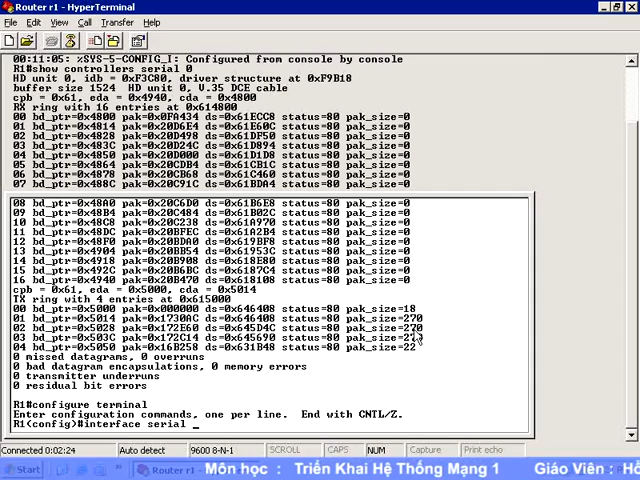 Router r1 - HyperTerminal
File Edit View Call Transfer Help
00:11:05: %SYS-5-CONFIG_I: Configured from console by console
R1#show controllers serial 0
HD unit 0, idb = 0xF3C80, driver structure at 0xF9B18
buffer size 1524 HD unit 0, V.35 DCE cable
cpb = 0x61, eda = 0x4940, cda = 0x4800
RX ring with 16 entries at 0x614800
00 bd_ptr=0x4800 pak=0x0FA434 ds=0x61ECC8 status=80 pak_size=0
01 bd_ptr=0x4814 pak=0x20D6E4 ds=0x61E60C status=80 pak_size=0
02 bd_ptr=0x4828 pak=0x20D498 ds=0x61DF50 status=80 pak_size=0
03 bd_ptr=0x483C pak=0x20D24C ds=0x61D894 status=80 pak_size=0
04 bd_ptr=0x4850 pak=0x20D000 ds=0x61D1D8 status=80 pak_size=0
05 bd_ptr=0x4864 pak=0x20CDB4 ds=0x61CB1C status=80 pak_size=0
06 bd_ptr=0x4878 pak=0x20CB68 ds=0x61C460 status=80 pak_size=0
07 bd_ptr=0x488C pak=0x20C91C ds=0x61BDA4 status=80 pak_size=0
08 bd_ptr=0x48A0 pak=0x20C6D0 ds=0x61B6E8 status=80 pak_size=0
09 bd_ptr=0x48B4 pak=0x20C484 ds=0x61B02C status=80 pak_size=0
10 bd_ptr=0x48C8 pak=0x20C238 ds=0x61A970 status=80 pak_size=0
11 bd_ptr=0x48DC pak=0x20BFEC ds=0x61A2B4 status=80 pak_size=0
12 bd_ptr=0x48F0 pak=0x20BDA0 ds=0x619BF8 status=80 pak_size=0
13 bd_ptr=0x4904 pak=0x20BB54 ds=0x61953C status=80 pak_size=0
14 bd_ptr=0x4918 pak=0x20B908 ds=0x618E80 status=80 pak_size=0
15 bd_ptr=0x492C pak=0x20B6BC ds=0x6187C4 status=80 pak_size=0
16 bd_ptr=0x4940 pak=0x20B470 ds=0x618108 status=80 pak_size=0
cpb = 0x61, eda = 0x5000, cda = 0x5014
TX ring with 4 entries at 0x615000
00 bd_ptr=0x5000 pak=0x000000 ds=0x646408 status=80 pak_size=18
01 bd_ptr=0x5014 pak=0x1730AC ds=0x646408 status=80 pak_size=270
02 bd_ptr=0x5028 pak=0x172E60 ds=0x645D4C status=80 pak_size=270
03 bd_ptr=0x503C pak=0x172C14 ds=0x645690 status=80 pak_size=270
04 bd_ptr=0x5050 pak=0x16B258 ds=0x631B48 status=80 pak_size=22
0 missed datagrams, 0 overruns
0 bad datagram encapsulations, 0 memory errors
0 transmitter underruns
0 residual bit errors
R1#configure terminal
Enter configuration commands, one per line. End with CNTL/Z.
R1(config)#interface serial _
Connected 0:02:24 Auto detect 9600 8-N-1 SCROLL CAPS NUM Capture Print echo
Start Router r1 - Hy
Môn học : Triển Khai Hệ Thống Mạng 1 Giáo Viên : Hồ